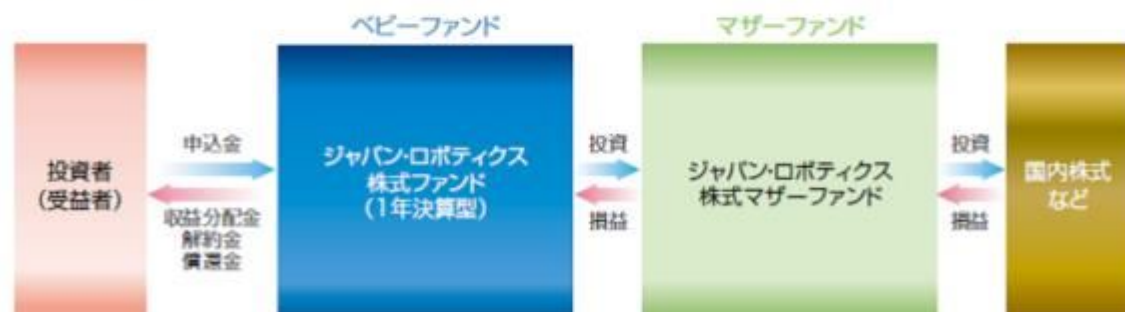 ベビーファンド
マザーファンド
投資者
(受益者)
申込金
収益分配金
解約金
償還金
ジャパン・ロボティクス
株式ファンド
(1年決算型)
投資
損益
ジャパン・ロボティクス
株式マザーファンド
投資
損益
国内株式
など